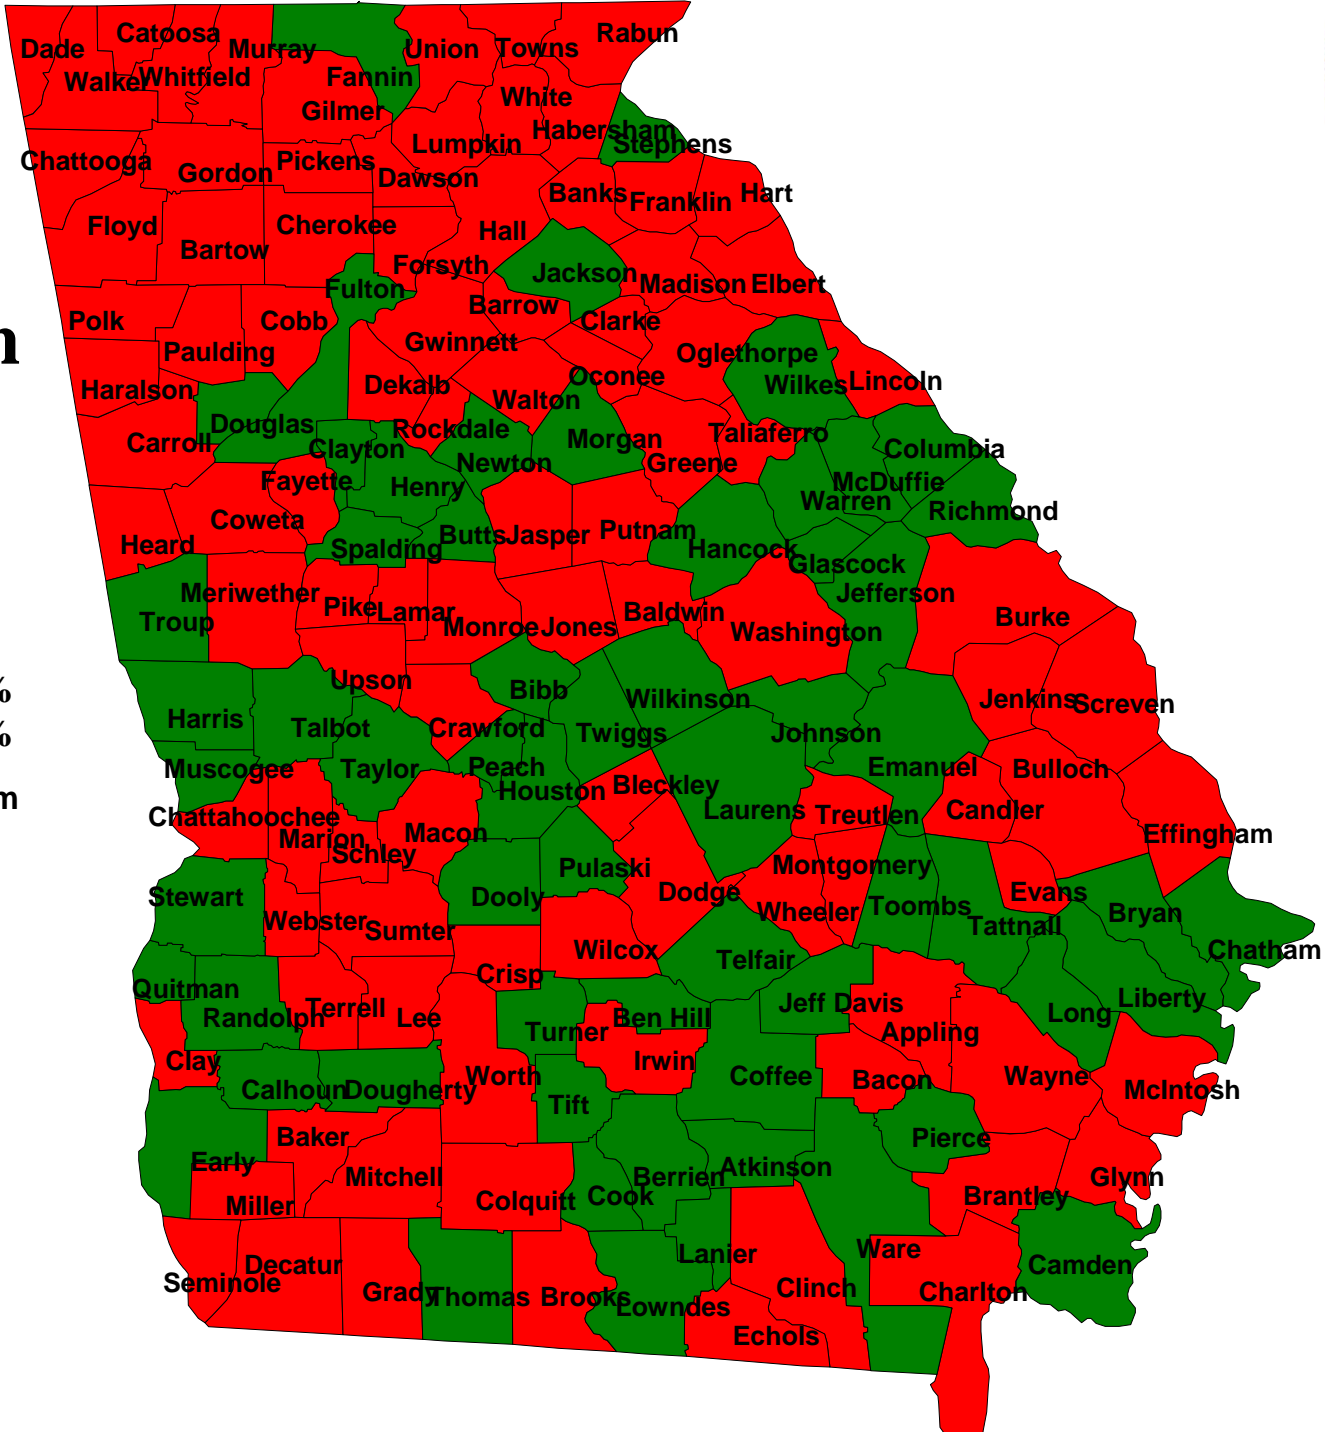 Rabun
Catoosa
Dade
Murray
Union
Towns
Walker
Whitfield
Fannin
White
Gilmer
Habersham
Lumpkin
Stephens
Chattooga
Pickens
Gordon
Dawson
Banks
Hart
Franklin
Floyd
Cherokee
Hall
Bartow
Forsyth
Jackson
Madison
Elbert
Fulton
Barrow
Polk
Cobb
Clarke
n
Gwinnett
Paulding
Oglethorpe
Oconee
Haralson
Dekalb
Wilkes
Lincoln
Walton
Douglas
Rockdale
Taliaferro
Carroll
Clayton
Morgan
Columbia
Newton
Greene
Fayette
Henry
McDuffie
Warren
Coweta
Richmond
Heard
Spalding
Butts
Jasper
Putnam
Hancock
Glascock
Meriwether
Jefferson
Pike
Lamar
Baldwin
Burke
Troup
Monroe
Jones
Washington
Upson
%
Bibb
Wilkinson
Jenkins
Screven
Harris
Talbot
Crawford
Twiggs
Johnson
%
Muscogee
Taylor
Peach
Emanuel
Bulloch
Houston
Bleckley
m
Chattahoochee
Laurens
Treutlen
Candler
Marion
Macon
Effingham
Schley
Pulaski
Montgomery
Stewart
Dooly
Dodge
Evans
Webster
Wheeler
Toombs
Bryan
Sumter
Tattnall
Wilcox
Telfair
Chatham
Crisp
Quitman
Jeff Davis
Liberty
Randolph
Terrell
Lee
Ben Hill
Long
Turner
Appling
Clay
Irwin
Worth
Coffee
Bacon
Wayne
Calhoun
Dougherty
McIntosh
Tift
Baker
Pierce
Early
Atkinson
Mitchell
Berrien
Glynn
Miller
Colquitt
Cook
Brantley
Ware
Lanier
Decatur
Camden
Seminole
Clinch
Grady
Thomas
Brooks
Charlton
Lowndes
Echols